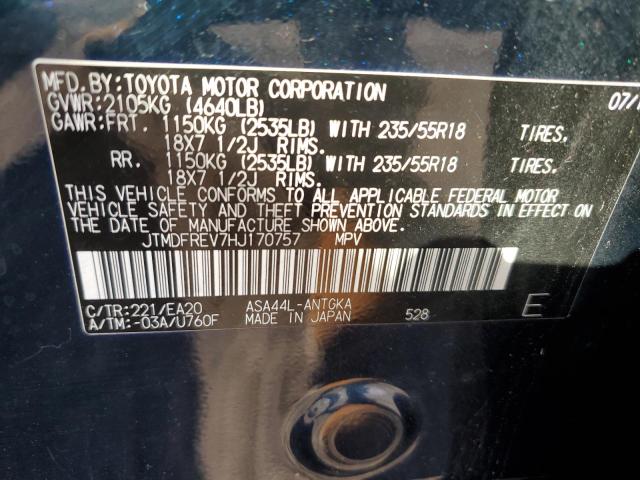 MFD.BY:TOYOTA MOTOR CORPORATION 07/
GVWR:2105KG (4640LB)
GAWR:FRT. 1150KG (2535LB) WITH 235/55R18 TIRES,
18X7 1/2J RIMS.
RR. 1150KG (2535LB) WITH 235/55R18 TIRES,
18X7 1/2J RIMS.
THIS VEHICLE CONFORMS TO ALL APPLICABLE FEDERAL MOTOR
VEHICLE SAFETY AND THEFT PREVENTION STANDARDS IN EFFECT ON
THE DATE OF MANUFACTURE SHOWN ABOVE.
JTMDFREV7HJ170757 MPV
C/TR:221/EA20 ASA44L-ANTGKA
A/TM:-03A/U760F MADE IN JAPAN 528 E